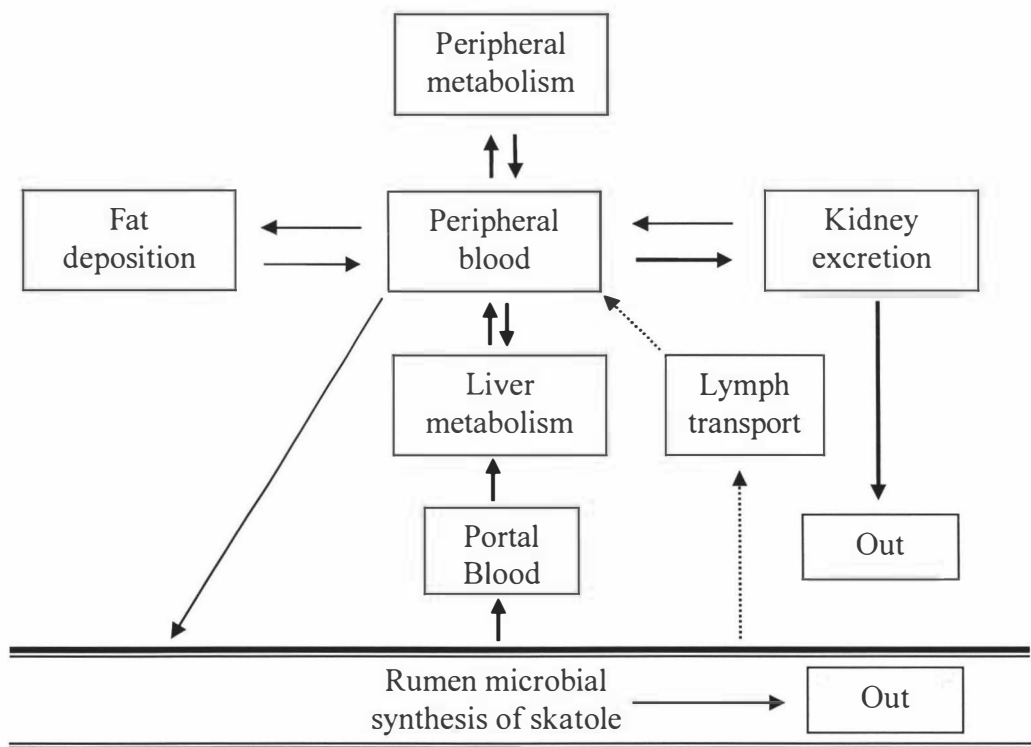 Peripheral
metabolism
Fat
deposition
Peripheral
blood
Kidney
excretion
Liver
metabolism
Lymph
transport
Portal
Blood
Out
Rumen microbial
synthesis of skatole
Out